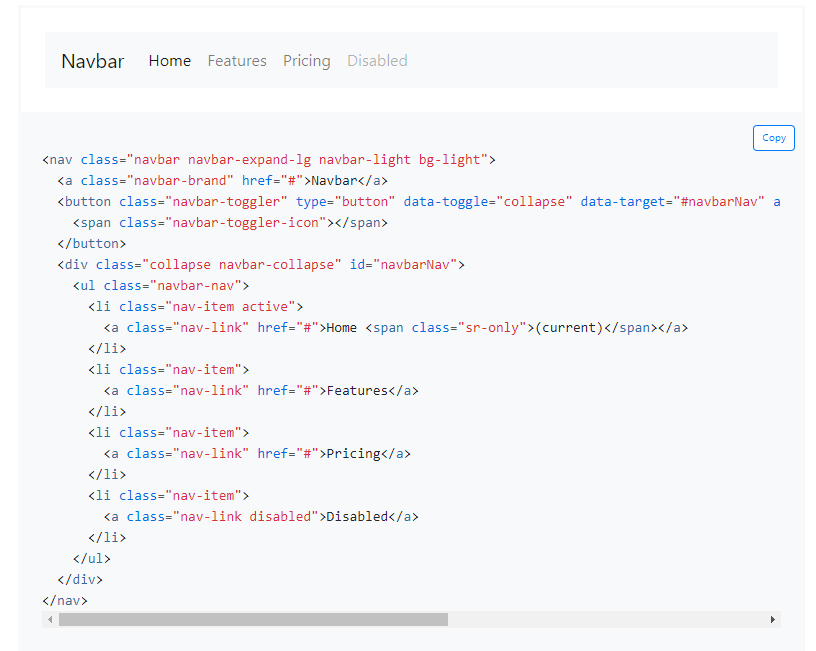 Navbar Home Features Pricing Disabled
Copy
<nav class="navbar navbar-expand-lg navbar-light bg-light">
<a class="navbar-brand" href="#">Navbar</a>
<button class="navbar-toggler" type="button" data-toggle="collapse" data-target="#navbarNav" a
<span class="navbar-toggler-icon"></span>
</button>
<div class="collapse navbar-collapse" id="navbarNav">
<ul class="navbar-nav">
<li class="nav-item active">
<a class="nav-link" href="#">Home <span class="sr-only">(current)</span></a>
</li>
<li class="nav-item">
<a class="nav-link" href="#">Features</a>
</li>
<li class="nav-item">
<a class="nav-link" href="#">Pricing</a>
</li>
<li class="nav-item">
<a class="nav-link disabled">Disabled</a>
</li>
</ul>
</div>
</nav>